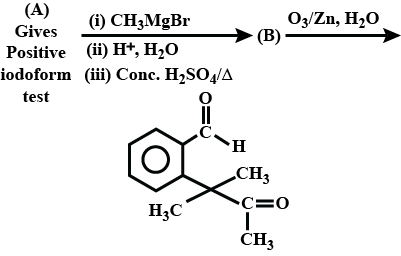 (A)
Gives
Positive
iodoform
test
(i) CH₃MgBr
(ii) H⁺, H₂O
(iii) Conc. H₂SO₄/Δ
(B)
O₃/Zn, H₂O
O
C
H
CH₃
H₃C
C=O
CH₃